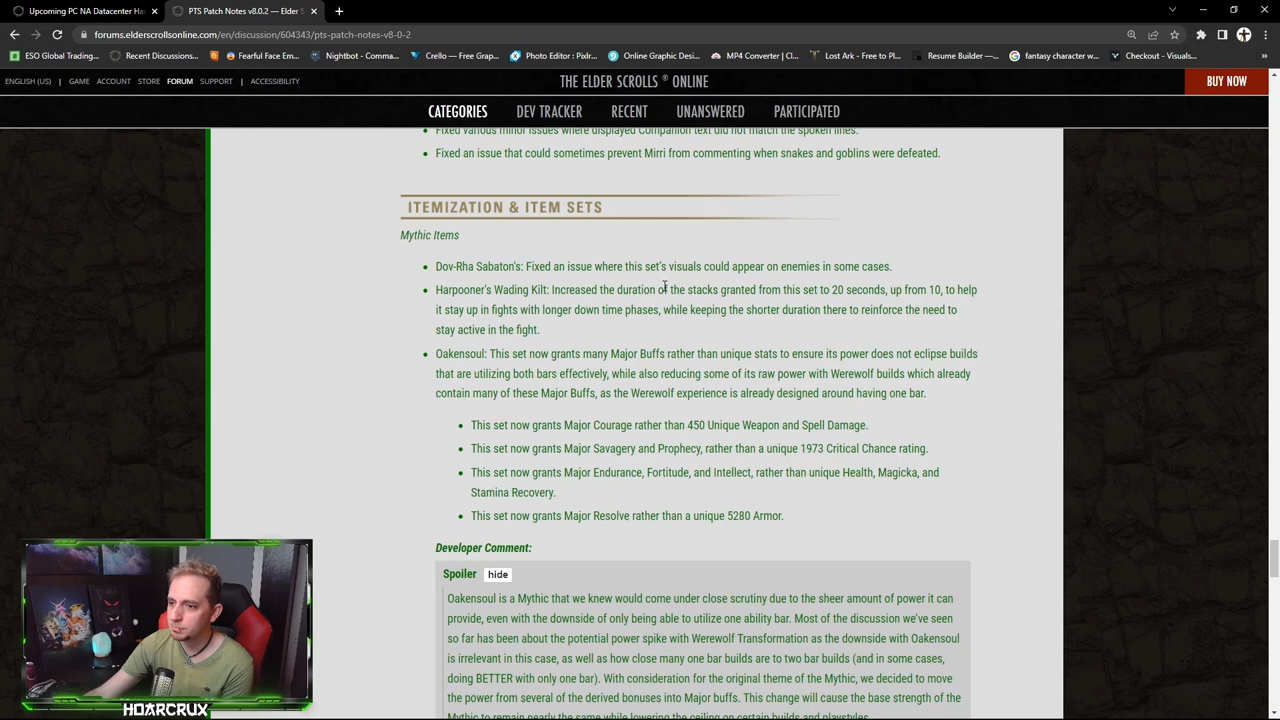 Upcoming PC NA Datacenter Har
PTS Patch Notes v8.0.2 — Elder S
forums.elderscrollsonline.com/en/discussion/604343/pts-patch-notes-v8-0-2
ESO Global Trading...
Recent Discussions...
Fearful Face Em...
Nightbot - Comma...
Crello — Free Grap...
Photo Editor : Pixlr...
Online Graphic Desi...
MP4 Converter | Cl...
Lost Ark - Free to Pl...
Resume Builder —...
fantasy character w...
Checkout - Visuals...
ENGLISH (US) | GAME ACCOUNT STORE FORUM SUPPORT | ACCESSIBILITY
THE ELDER SCROLLS ® ONLINE
BUY NOW
CATEGORIES DEV TRACKER RECENT UNANSWERED PARTICIPATED
Fixed various minor issues where displayed Companion text did not match the spoken lines.
Fixed an issue that could sometimes prevent Mirri from commenting when snakes and goblins were defeated.
ITEMIZATION & ITEM SETS
Mythic Items
Dov-Rha Sabaton's: Fixed an issue where this set's visuals could appear on enemies in some cases.
Harpooner's Wading Kilt: Increased the duration of the stacks granted from this set to 20 seconds, up from 10, to help
it stay up in fights with longer down time phases, while keeping the shorter duration there to reinforce the need to
stay active in the fight.
Oakensoul: This set now grants many Major Buffs rather than unique stats to ensure its power does not eclipse builds
that are utilizing both bars effectively, while also reducing some of its raw power with Werewolf builds which already
contain many of these Major Buffs, as the Werewolf experience is already designed around having one bar.
This set now grants Major Courage rather than 450 Unique Weapon and Spell Damage.
This set now grants Major Savagery and Prophecy, rather than a unique 1973 Critical Chance rating.
This set now grants Major Endurance, Fortitude, and Intellect, rather than unique Health, Magicka, and
Stamina Recovery.
This set now grants Major Resolve rather than a unique 5280 Armor.
Developer Comment:
Spoiler hide
Oakensoul is a Mythic that we knew would come under close scrutiny due to the sheer amount of power it can
provide, even with the downside of only being able to utilize one ability bar. Most of the discussion we've seen
so far has been about the potential power spike with Werewolf Transformation as the downside with Oakensoul
is irrelevant in this case, as well as how close many one bar builds are to two bar builds (and in some cases,
doing BETTER with only one bar). With consideration for the original theme of the Mythic, we decided to move
the power from several of the derived bonuses into Major buffs. This change will cause the base strength of the
Mythic to remain nearly the same while lowering the ceiling on certain builds and playstyles.
HOARCRUX